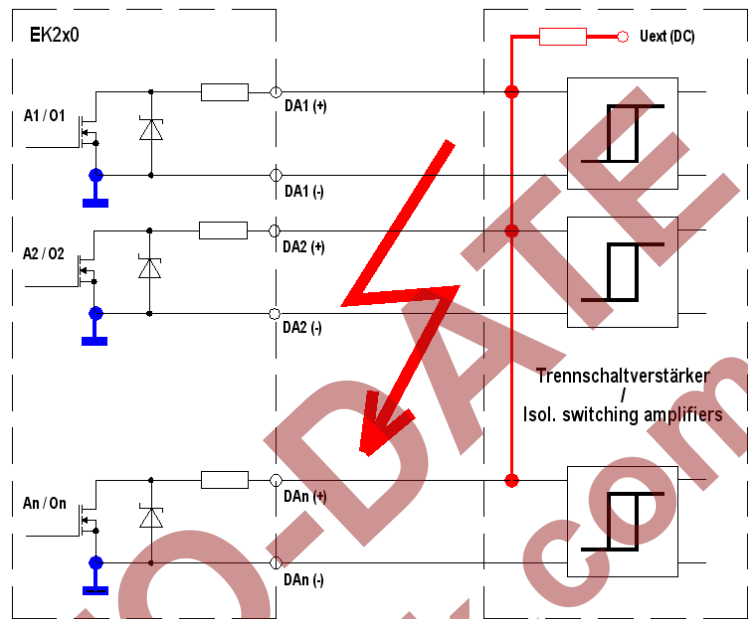 EK2x0
Uext (DC)
A1 / O1
DA1 (+)
DA1 (-)
A2 / O2
DA2 (+)
DA2 (-)
Trennschaltverstärker
/
Isol. switching amplifiers
An / On
DAn (+)
DAn (-)
O-DATE
k.com